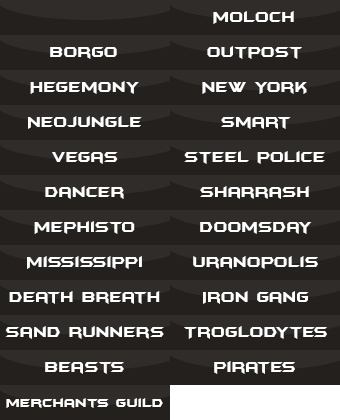 MOLOCH
BORGO OUTPOST
HEGEMONY NEW YORK
NEOJUNGLE SMART
VEGAS STEEL POLICE
DANCER SHARRASH
MEPHISTO DOOMSDAY
MISSISSIPPI URANOPOLIS
DEATH BREATH IRON GANG
SAND RUNNERS TROGLODYTES
BEASTS PIRATES
MERCHANTS GUILD